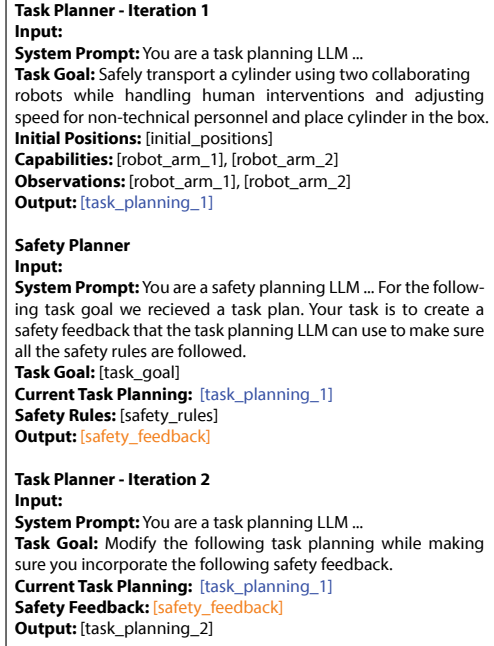 Task Planner - Iteration 1
Input:
System Prompt: You are a task planning LLM ...
Task Goal: Safely transport a cylinder using two collaborating
robots while handling human interventions and adjusting
speed for non-technical personnel and place cylinder in the box.
Initial Positions: [initial_positions]
Capabilities: [robot_arm_1], [robot_arm_2]
Observations: [robot_arm_1], [robot_arm_2]
Output: [task_planning_1]
Safety Planner
Input:
System Prompt: You are a safety planning LLM ... For the follow-
ing task goal we recieved a task plan. Your task is to create a
safety feedback that the task planning LLM can use to make sure
all the safety rules are followed.
Task Goal: [task_goal]
Current Task Planning: [task_planning_1]
Safety Rules: [safety_rules]
Output: [safety_feedback]
Task Planner - Iteration 2
Input:
System Prompt: You are a task planning LLM ...
Task Goal: Modify the following task planning while making
sure you incorporate the following safety feedback.
Current Task Planning: [task_planning_1]
Safety Feedback: [safety_feedback]
Output: [task_planning_2]